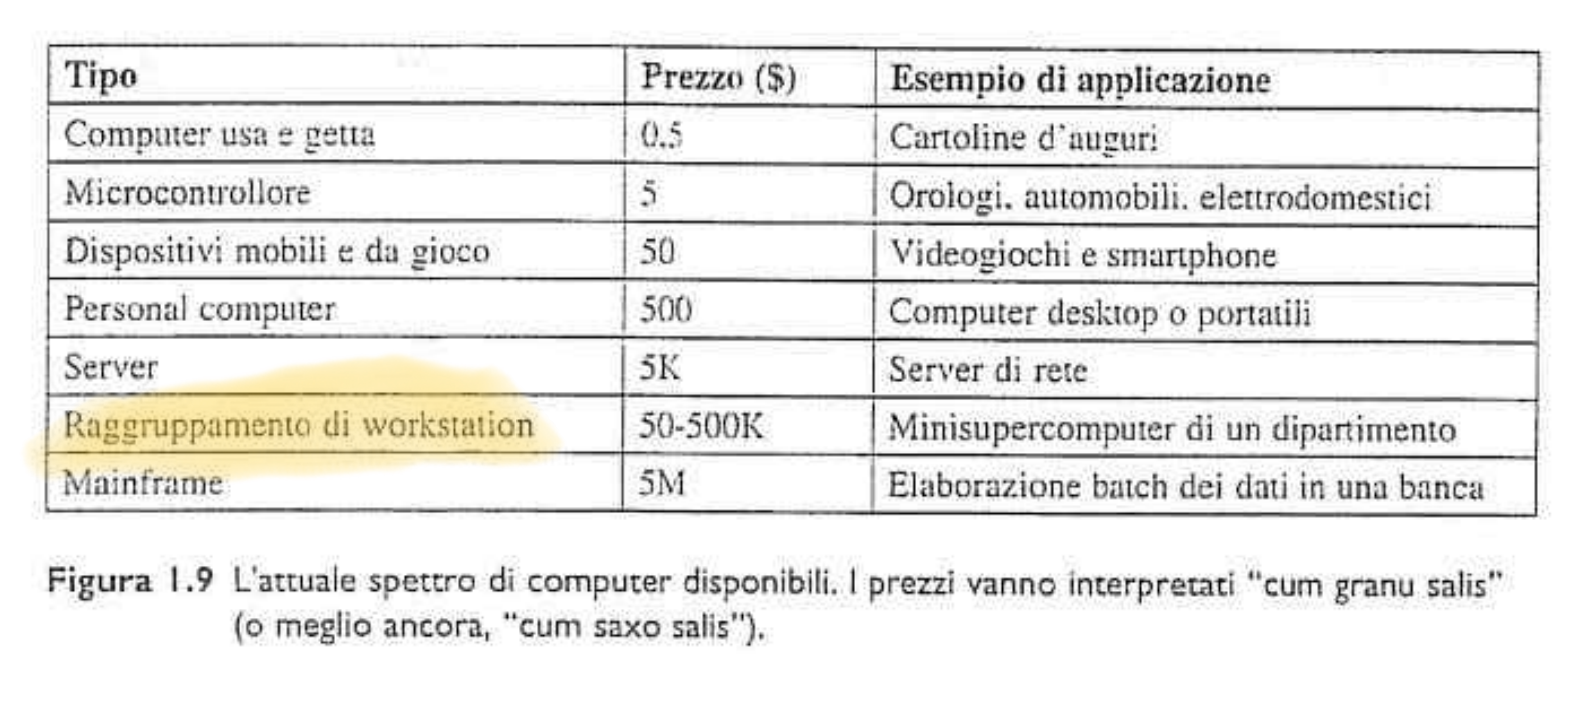 Tipo Prezzo ($) Esempio di applicazione
Computer usa e getta 0.5 Cartoline d'auguri
Microcontrollore 5 Orologi. automobili. elettrodomestici
Dispositivi mobili e da gioco 50 Videogiochi e smartphone
Personal computer 500 Computer desktop o portatili
Server 5K Server di rete
Raggruppamento di workstation 50-500K Minisupercomputer di un dipartimento
Mainframe 5M Elaborazione batch dei dati in una banca
Figura 1.9 L'attuale spettro di computer disponibili. I prezzi vanno interpretati "cum granu salis"
(o meglio ancora, "cum saxo salis").